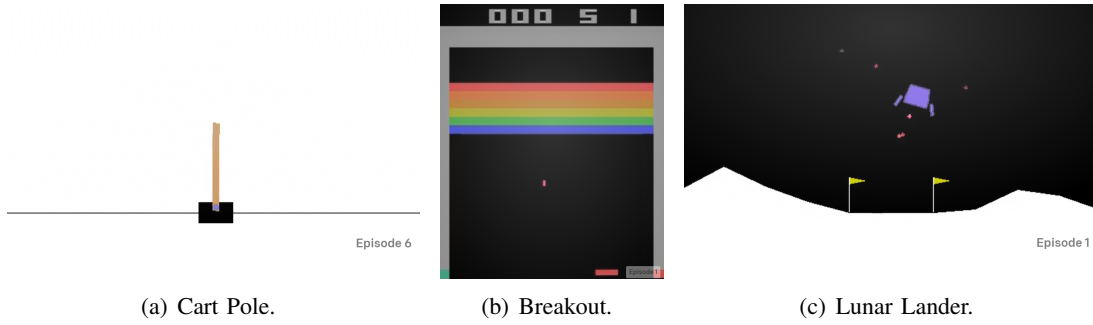 000 5 1
Episode 6
Episode 1
Episode 1
(a) Cart Pole.
(b) Breakout.
(c) Lunar Lander.